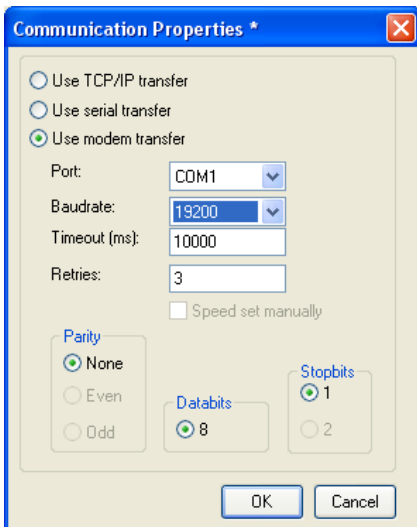 Communication Properties *
Use TCP/IP transfer
Use serial transfer
Use modem transfer
Port: COM1
Baudrate: 19200
Timeout (ms): 10000
Retries: 3
Speed set manually
Parity
None
Even
Odd
Databits
8
Stopbits
1
2
OK Cancel